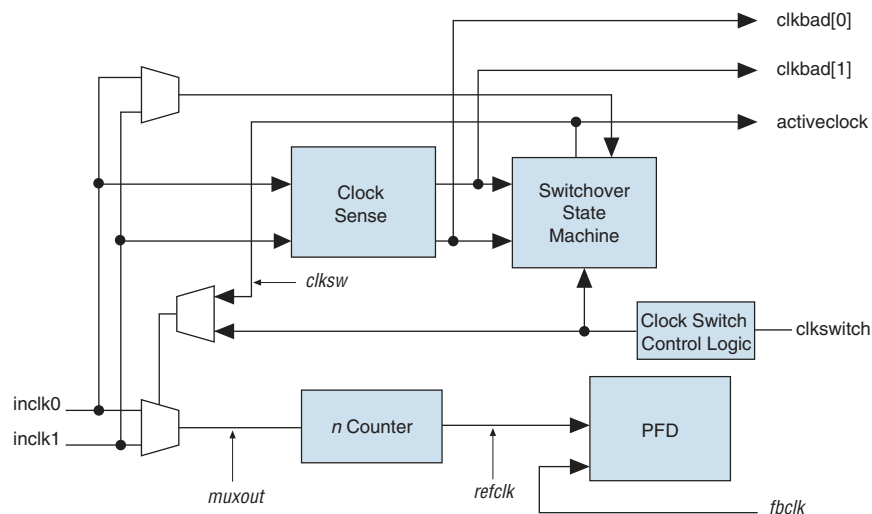 clkbad[0]
clkbad[1]
activeclock
Clock
Sense
Switchover
State
Machine
clksw
Clock Switch
Control Logic
clkswitch
inclk0
inclk1
n Counter
PFD
muxout
refclk
fbclk